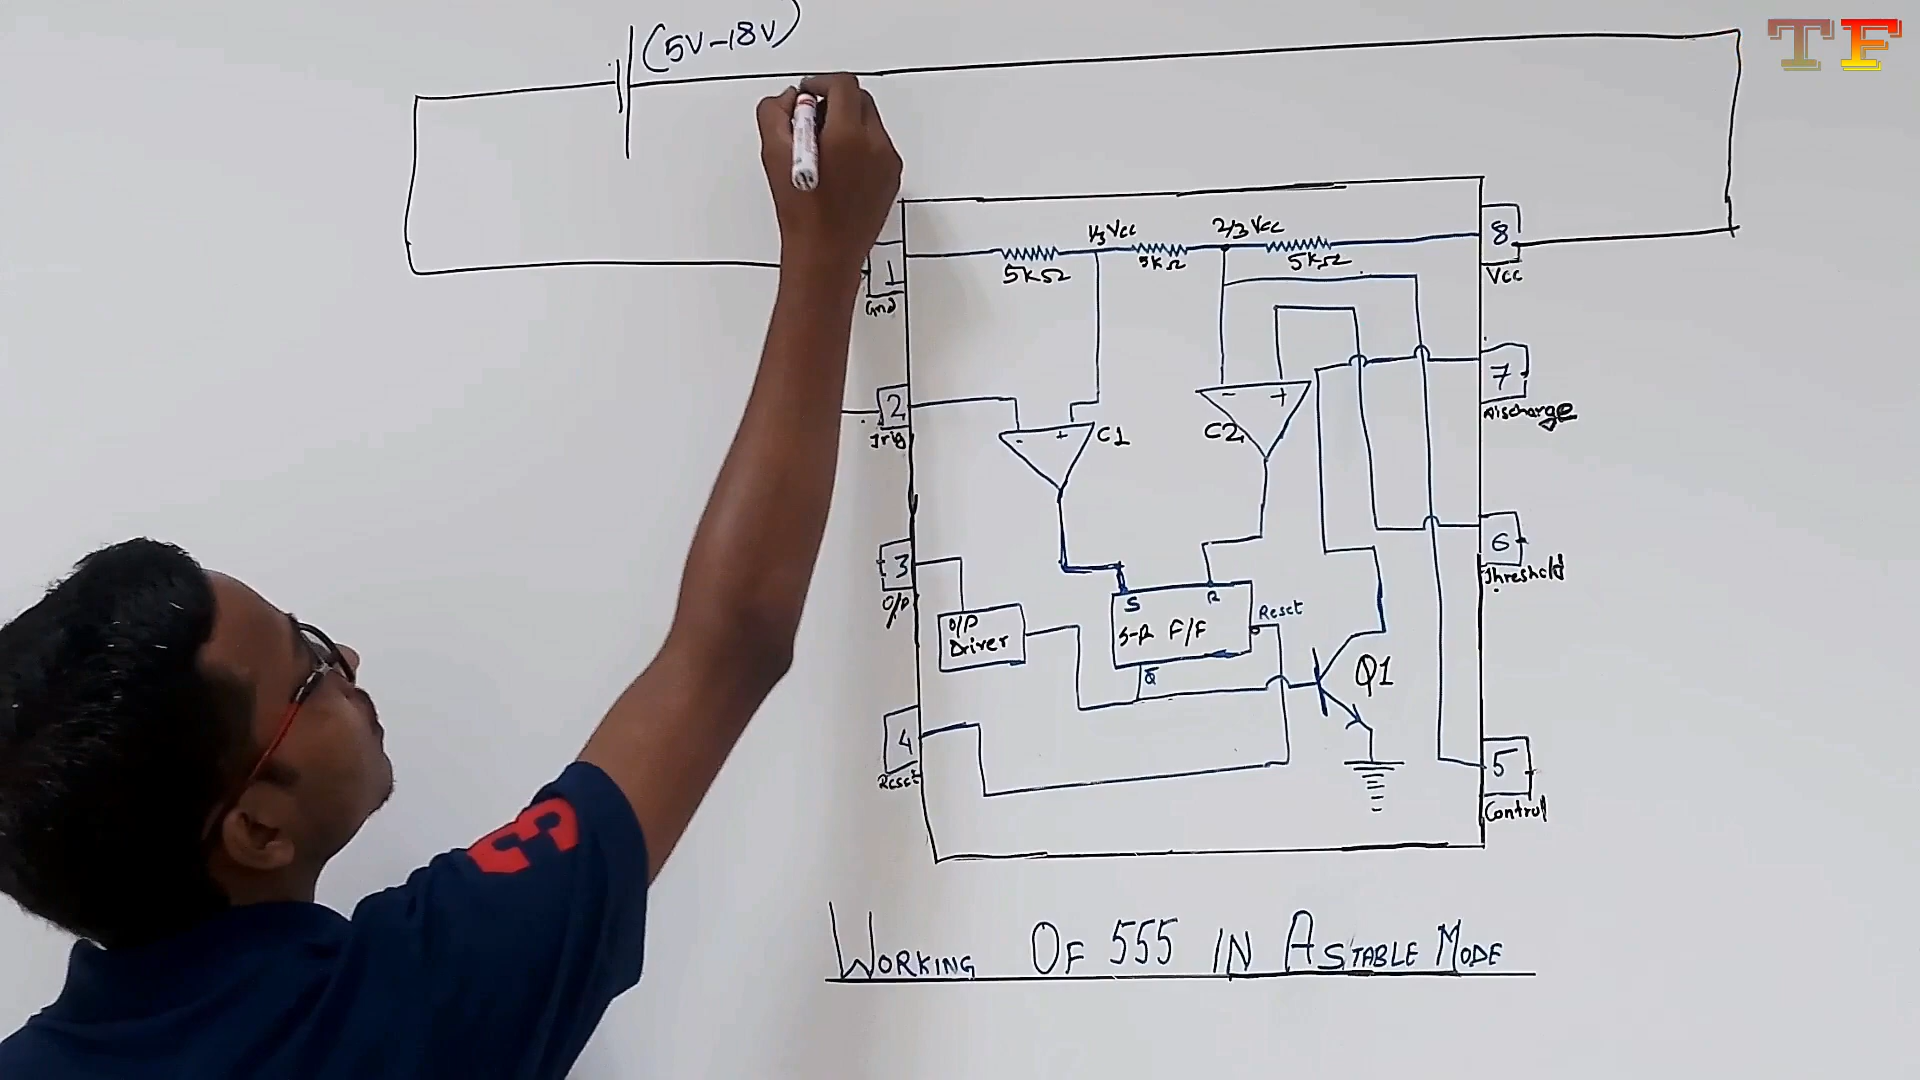 TF
(5V-18V)
1/3 Vcc
2/3 Vcc
5KΩ
5KΩ
5KΩ
1
Gnd
8
Vcc
2
Trig
- +
C1
- +
C2
7
Discharge
3
O/P
O/P
Driver
S R
S-R F/F
Q̅
Reset
Q1
6
Threshold
4
Reset
5
Control
WORKING OF 555 IN ASTABLE MODE